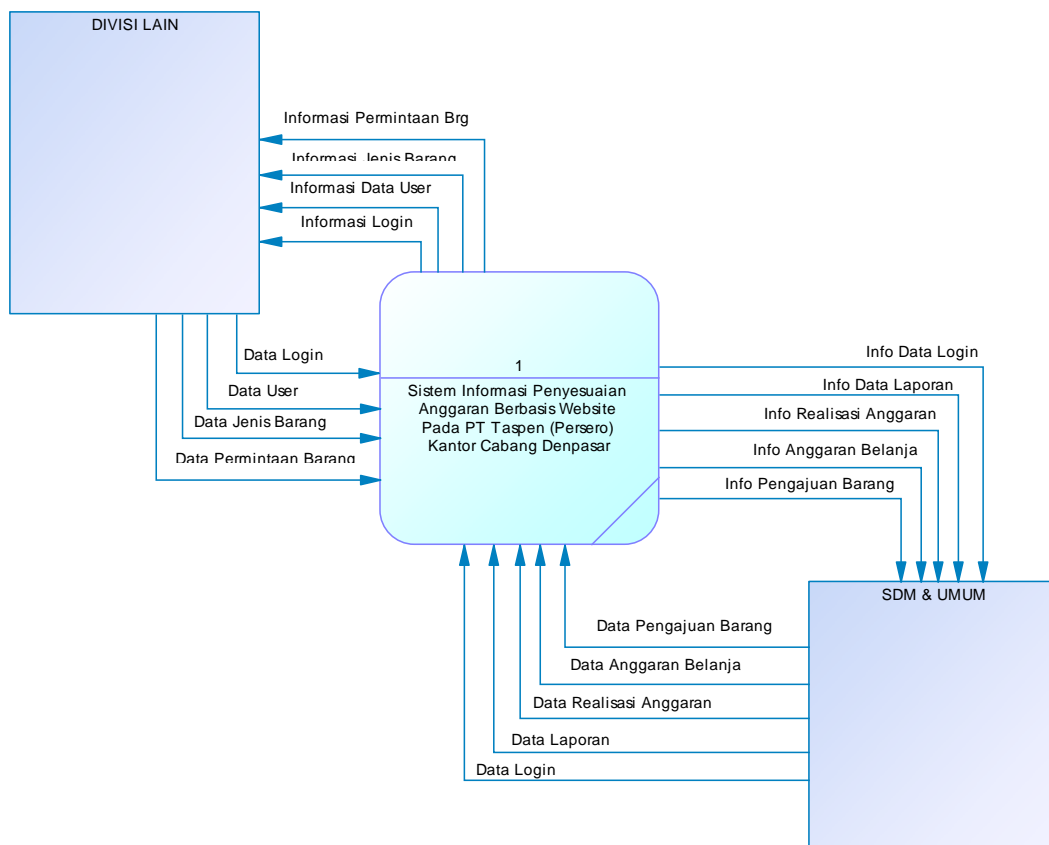 DIVISI LAIN
Informasi Permintaan Brg
Informasi Jenis Barang
Informasi Data User
Informasi Login
Data Login
Data User
Data Jenis Barang
Data Permintaan Barang
1
Sistem Informasi Penyesuaian
Anggaran Berbasis Website
Pada PT Taspen (Persero)
Kantor Cabang Denpasar
Info Data Login
Info Data Laporan
Info Realisasi Anggaran
Info Anggaran Belanja
Info Pengajuan Barang
SDM & UMUM
Data Pengajuan Barang
Data Anggaran Belanja
Data Realisasi Anggaran
Data Laporan
Data Login